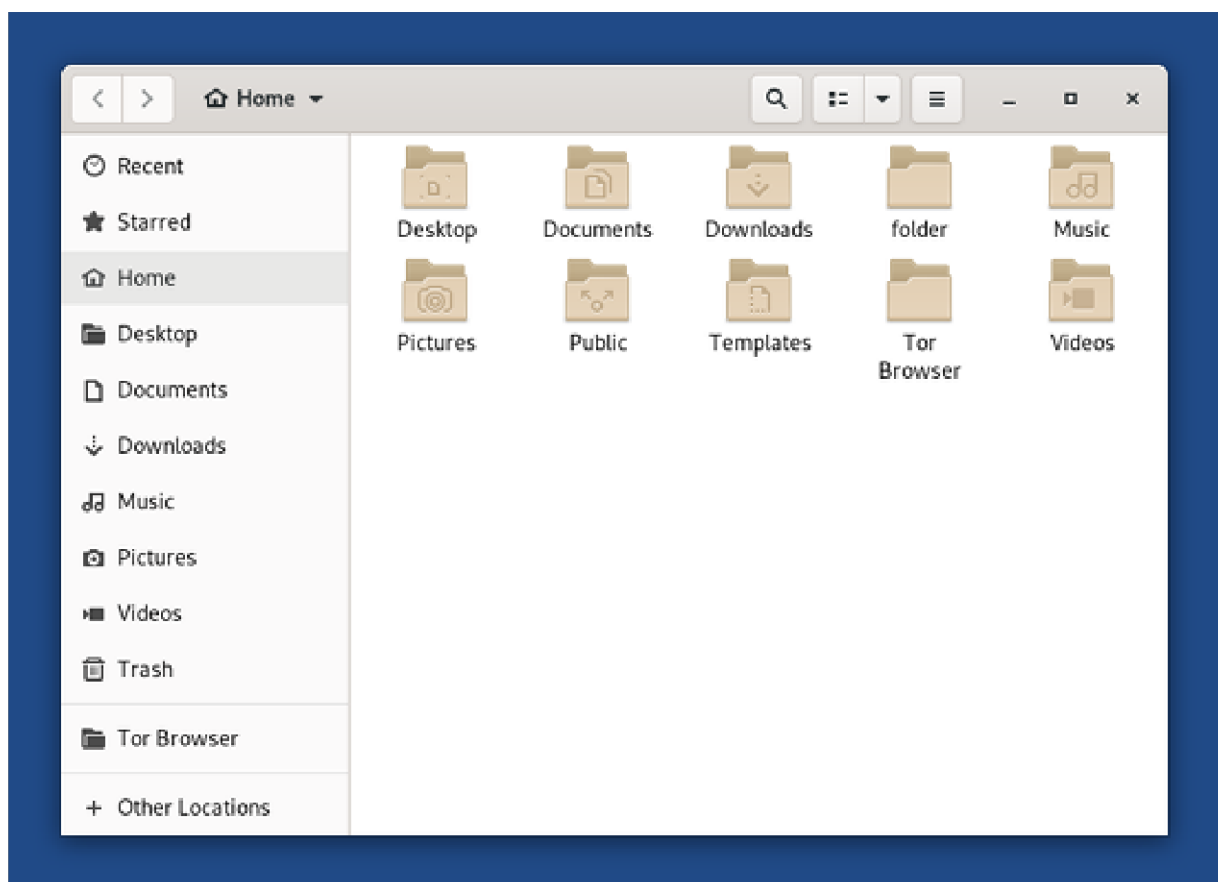 Home
Recent
Starred
Home
Desktop
Documents
Downloads
Music
Pictures
Videos
Trash
Tor Browser
Other Locations
Desktop Documents Downloads folder Music
Pictures Public Templates Tor Browser Videos